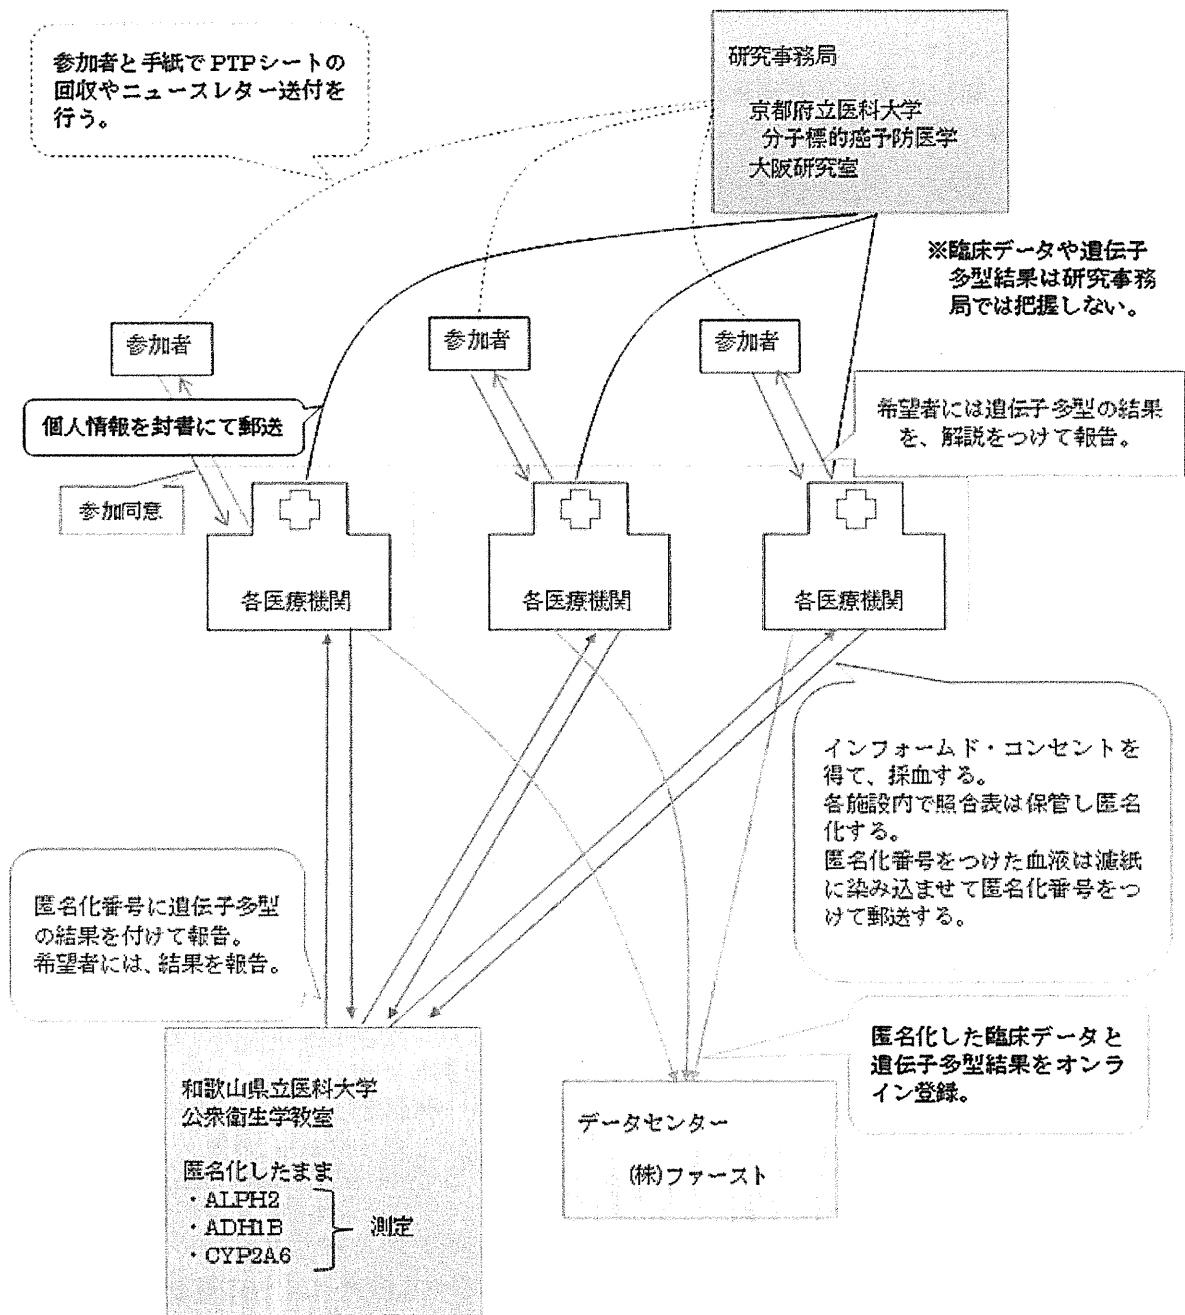 参加者と手紙でPTPシートの
回収やニュースレター送付を
行う。
研究事務局
京都府立医科大学
分子標的癌予防医学
大阪研究室
※臨床データや遺伝子
多型結果は研究事務
局では把握しない。
参加者
参加者
参加者
個人情報を封書にて郵送
希望者には遺伝子多型の結果
を、解説をつけて報告。
参加同意
各医療機関
各医療機関
各医療機関
インフォームド・コンセントを
得て、採血する。
各施設内で照合表は保管し匿名
化する。
匿名化番号をつけた血液は濾紙
に染み込ませて匿名化番号をつ
けて郵送する。
匿名化番号に遺伝子多型
の結果を付けて報告。
希望者には、結果を報告。
匿名化した臨床データと
遺伝子多型結果をオンラ
イン登録。
和歌山県立医科大学
公衆衛生学教室
匿名化したまま
・ALPH2
・ADH1B
・CYP2A6
測定
データセンター
(株)ファースト